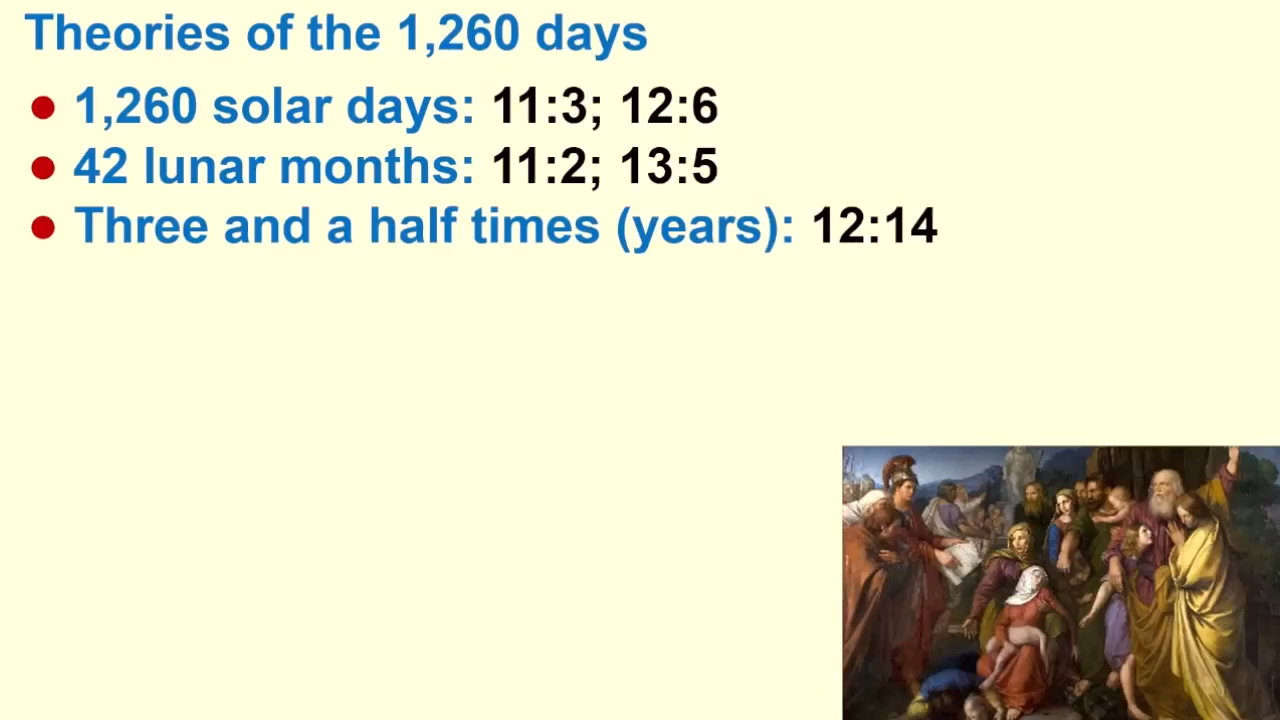 Theories of the 1,260 days
● 1,260 solar days: 11:3; 12:6
● 42 lunar months: 11:2; 13:5
● Three and a half times (years): 12:14